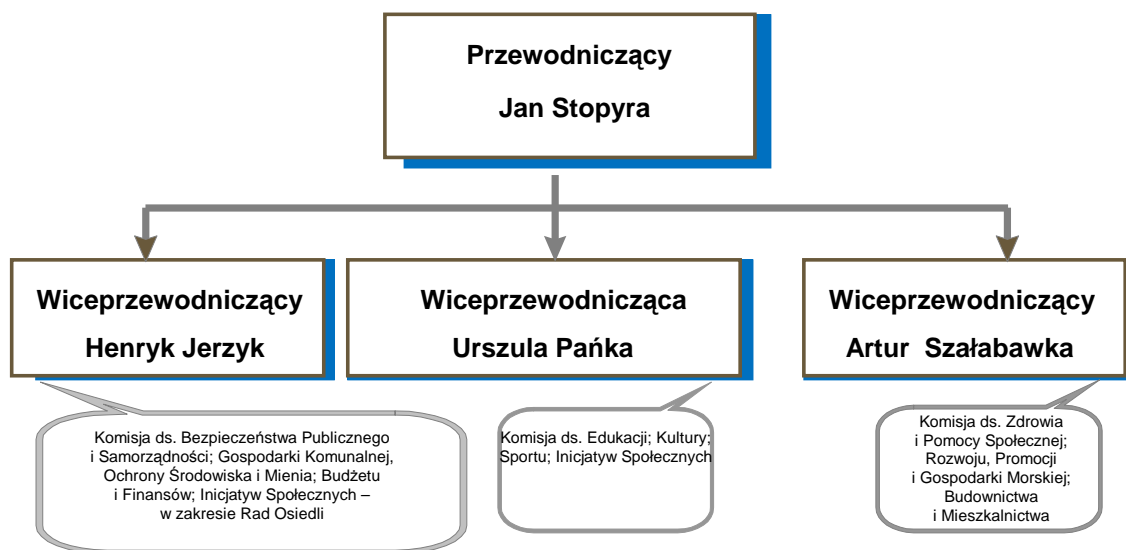 Przewodniczący
Jan Stopyra
Wiceprzewodniczący
Henryk Jerzyk
Wiceprzewodnicząca
Urszula Pańka
Wiceprzewodniczący
Artur Szałabawka
Komisja ds. Bezpieczeństwa Publicznego
i Samorządności; Gospodarki Komunalnej,
Ochrony Środowiska i Mienia; Budżetu
i Finansów; Inicjatyw Społecznych –
w zakresie Rad Osiedli
Komisja ds. Edukacji; Kultury;
Sportu; Inicjatyw Społecznych
Komisja ds. Zdrowia
i Pomocy Społecznej;
Rozwoju, Promocji
i Gospodarki Morskiej;
Budownictwa
i Mieszkalnictwa